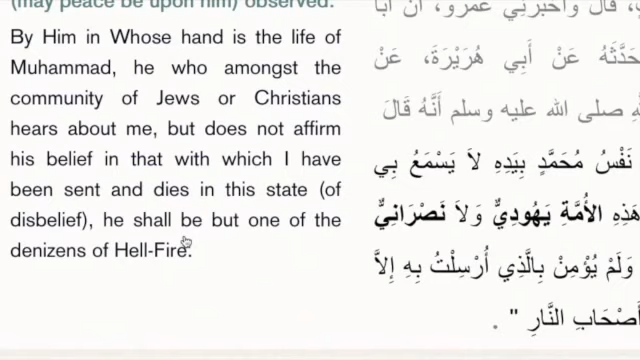 (may peace be upon him) observed:
By Him in Whose hand is the life of
Muhammad, he who amongst the
community of Jews or Christians
hears about me, but does not affirm
his belief in that with which I have
been sent and dies in this state (of
disbelief), he shall be but one of the
denizens of Hell-Fire.
قَالَ وَأَخْبَرَنِي عَمْرٌو، أَنَّ أَبَا
حَدَّثَهُ عَنْ أَبِي هُرَيْرَةَ، عَنْ
صلى الله عليه وسلم أَنَّهُ قَالَ
نَفْسُ مُحَمَّدٍ بِيَدِهِ لاَ يَسْمَعُ بِي
هَذِهِ الأُمَّةِ يَهُودِيٌّ وَلاَ نَصْرَانِيٌّ
وَلَمْ يُؤْمِنْ بِالَّذِي أُرْسِلْتُ بِهِ إِلاَّ
أَصْحَابِ النَّارِ " .